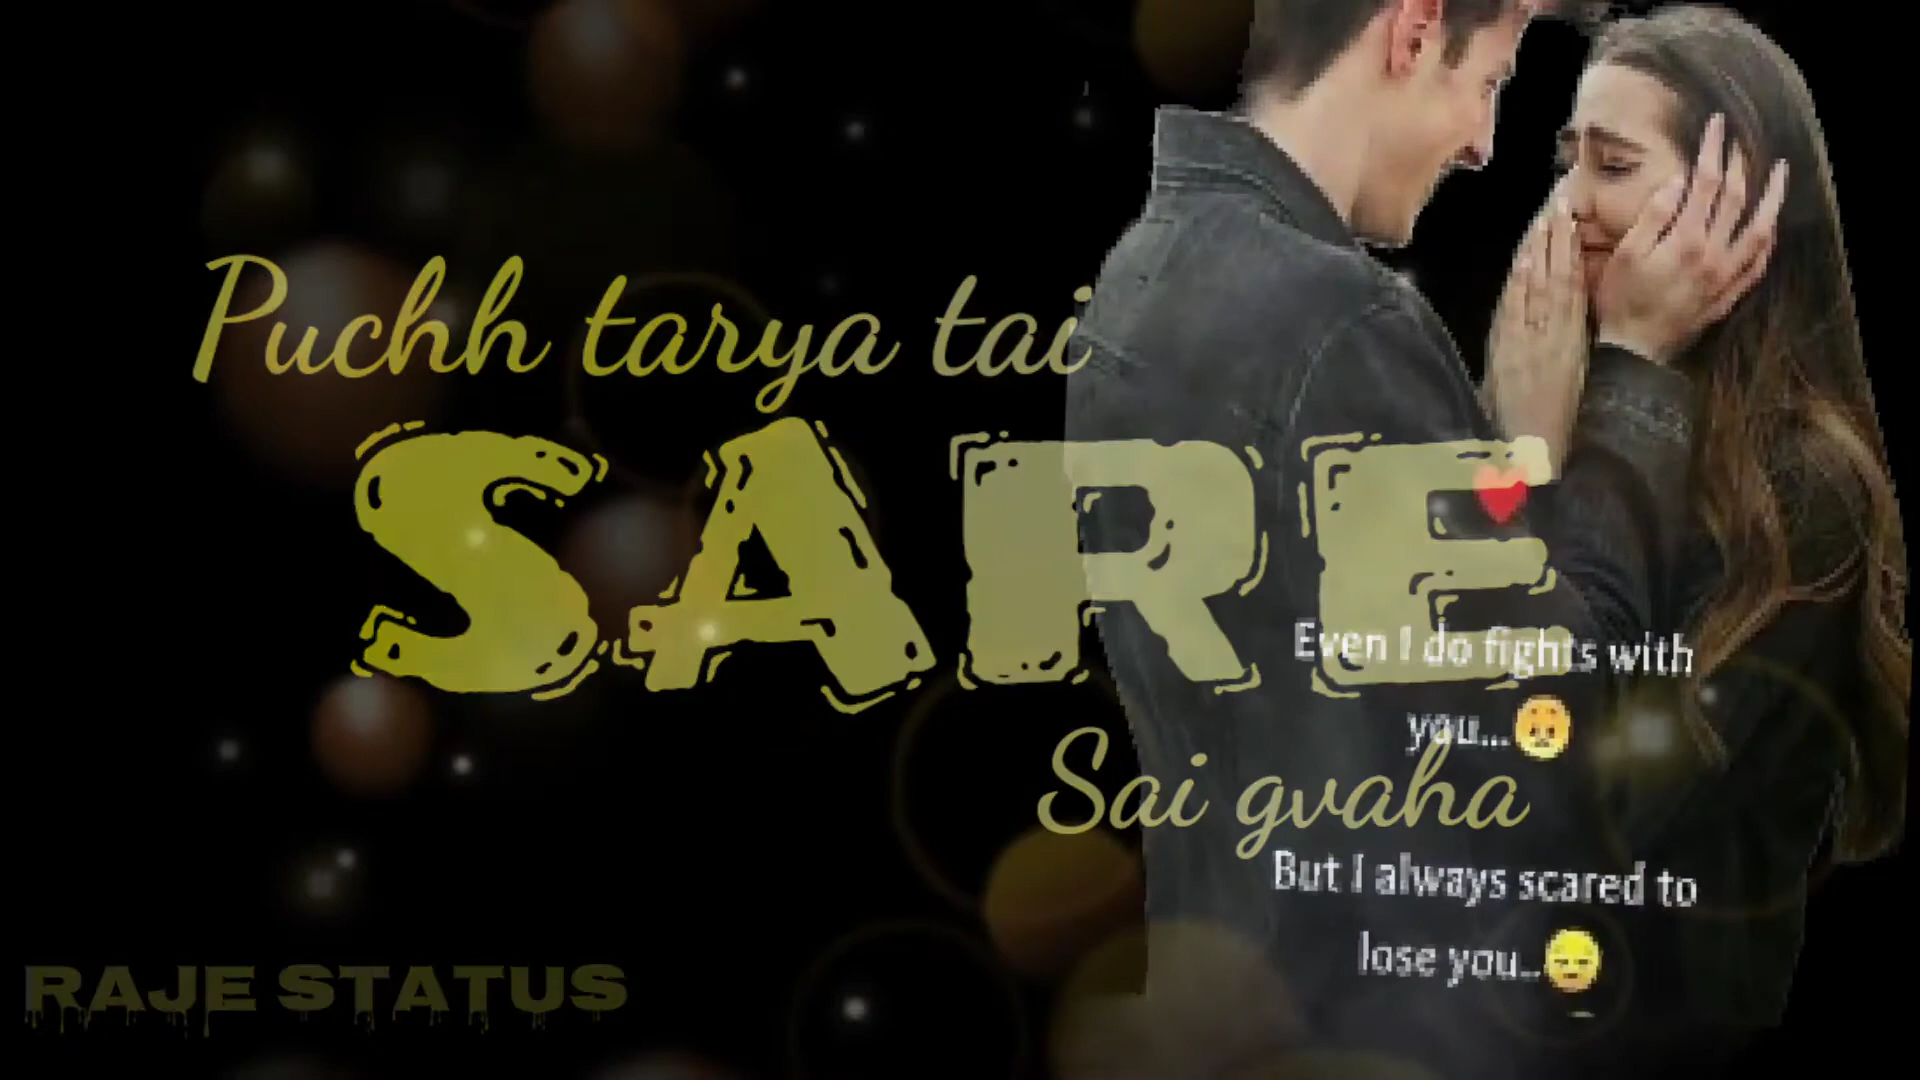 Puchh tarya tai
SARE
Even I do fights with
you...😢
Sai gvaha
But I always scared to
lose you..😔
RAJE STATUS